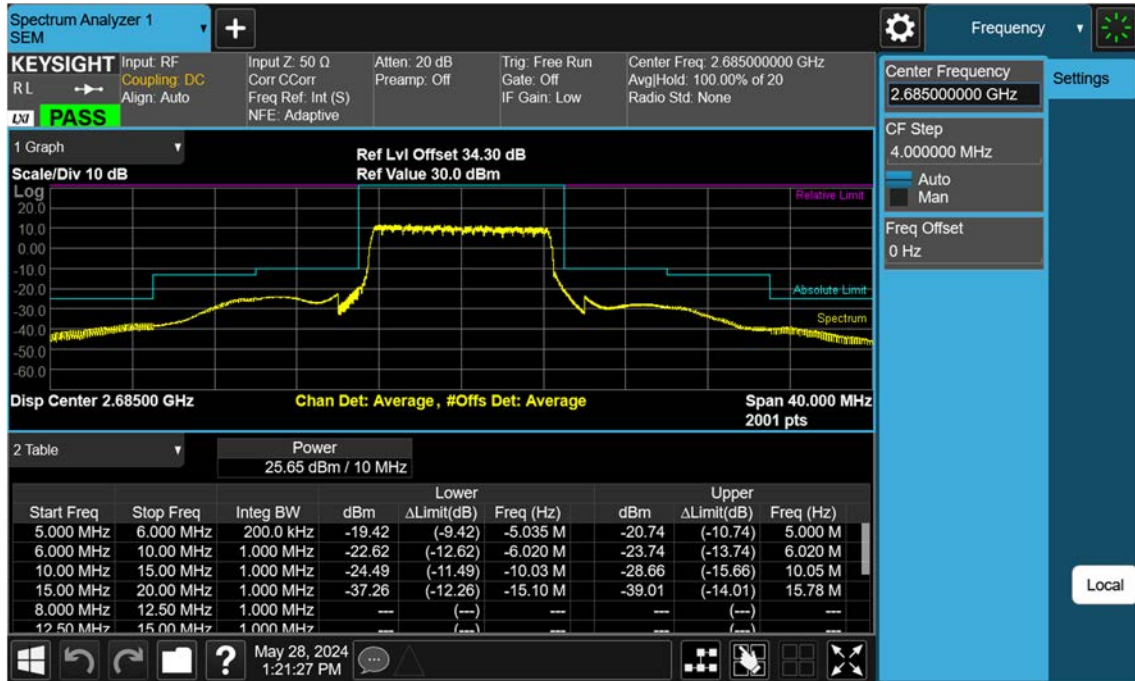 Spectrum Analyzer 1
SEM
Frequency
KEYSIGHT
RL
LXI PASS
Input: RF
Coupling: DC
Align: Auto
Input Z: 50 Ω
Corr CCorr
Freq Ref: Int (S)
NFE: Adaptive
Atten: 20 dB
Preamp: Off
Trig: Free Run
Gate: Off
IF Gain: Low
Center Freq: 2.685000000 GHz
Avg|Hold: 100.00% of 20
Radio Std: None
Center Frequency
2.685000000 GHz
Settings
CF Step
4.000000 MHz
Auto
Man
Freq Offset
0 Hz
Local
1 Graph
Ref Lvl Offset 34.30 dB
Scale/Div 10 dB
Ref Value 30.0 dBm
Log
Relative Limit
20.0
10.0
0.00
-10.0
-20.0
Absolute Limit
-30.0
Spectrum
-40.0
-50.0
-60.0
Disp Center 2.68500 GHz
Chan Det: Average, #Offs Det: Average
Span 40.000 MHz
2001 pts
2 Table
Power
25.65 dBm / 10 MHz
Lower Upper
Start Freq Stop Freq Integ BW dBm ΔLimit(dB) Freq (Hz) dBm ΔLimit(dB) Freq (Hz)
5.000 MHz 6.000 MHz 200.0 kHz -19.42 (-9.42) -5.035 M -20.74 (-10.74) 5.000 M
6.000 MHz 10.00 MHz 1.000 MHz -22.62 (-12.62) -6.020 M -23.74 (-13.74) 6.020 M
10.00 MHz 15.00 MHz 1.000 MHz -24.49 (-11.49) -10.03 M -28.66 (-15.66) 10.05 M
15.00 MHz 20.00 MHz 1.000 MHz -37.26 (-12.26) -15.10 M -39.01 (-14.01) 15.78 M
8.000 MHz 12.50 MHz 1.000 MHz --- (---) --- --- (---) ---
12.50 MHz 15.00 MHz 1.000 MHz --- (---) --- --- (---) ---
?
May 28, 2024
1:21:27 PM